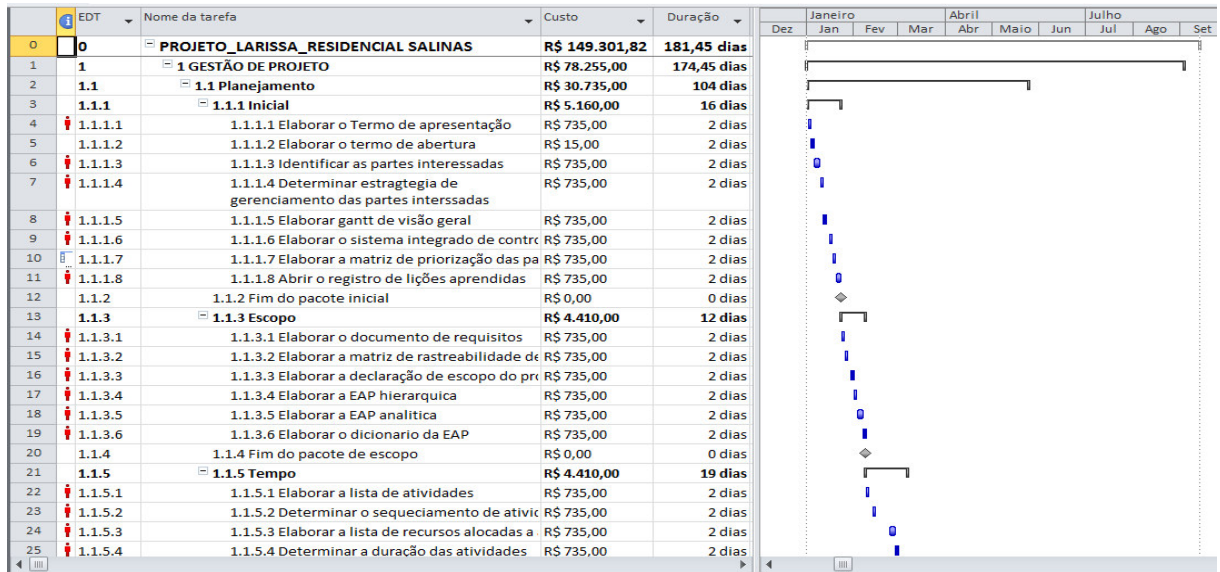 EDT Nome da tarefa Custo Duração
Janeiro Abril Julho
Dez Jan Fev Mar Abr Maio Jun Jul Ago Set
0 0 PROJETO_LARISSA_RESIDENCIAL SALINAS R$ 149.301,82 181,45 dias
1 1 1 GESTÃO DE PROJETO R$ 78.255,00 174,45 dias
2 1.1 1.1 Planejamento R$ 30.735,00 104 dias
3 1.1.1 1.1.1 Inicial R$ 5.160,00 16 dias
4 1.1.1.1 1.1.1.1 Elaborar o Termo de apresentação R$ 735,00 2 dias
5 1.1.1.2 1.1.1.2 Elaborar o termo de abertura R$ 15,00 2 dias
6 1.1.1.3 1.1.1.3 Identificar as partes interessadas R$ 735,00 2 dias
7 1.1.1.4 1.1.1.4 Determinar estragtegia de R$ 735,00 2 dias
gerenciamento das partes interssadas
8 1.1.1.5 1.1.1.5 Elaborar gantt de visão geral R$ 735,00 2 dias
9 1.1.1.6 1.1.1.6 Elaborar o sistema integrado de contro R$ 735,00 2 dias
10 1.1.1.7 1.1.1.7 Elaborar a matriz de priorização das pa R$ 735,00 2 dias
11 1.1.1.8 1.1.1.8 Abrir o registro de lições aprendidas R$ 735,00 2 dias
12 1.1.2 1.1.2 Fim do pacote inicial R$ 0,00 0 dias
13 1.1.3 1.1.3 Escopo R$ 4.410,00 12 dias
14 1.1.3.1 1.1.3.1 Elaborar o documento de requisitos R$ 735,00 2 dias
15 1.1.3.2 1.1.3.2 Elaborar a matriz de rastreabilidade de R$ 735,00 2 dias
16 1.1.3.3 1.1.3.3 Elaborar a declaração de escopo do pro R$ 735,00 2 dias
17 1.1.3.4 1.1.3.4 Elaborar a EAP hierarquica R$ 735,00 2 dias
18 1.1.3.5 1.1.3.5 Elaborar a EAP analitica R$ 735,00 2 dias
19 1.1.3.6 1.1.3.6 Elaborar o dicionario da EAP R$ 735,00 2 dias
20 1.1.4 1.1.4 Fim do pacote de escopo R$ 0,00 0 dias
21 1.1.5 1.1.5 Tempo R$ 4.410,00 19 dias
22 1.1.5.1 1.1.5.1 Elaborar a lista de atividades R$ 735,00 2 dias
23 1.1.5.2 1.1.5.2 Determinar o sequeciamento de ativic R$ 735,00 2 dias
24 1.1.5.3 1.1.5.3 Elaborar a lista de recursos alocadas a R$ 735,00 2 dias
25 1.1.5.4 1.1.5.4 Determinar a duração das atividades R$ 735,00 2 dias